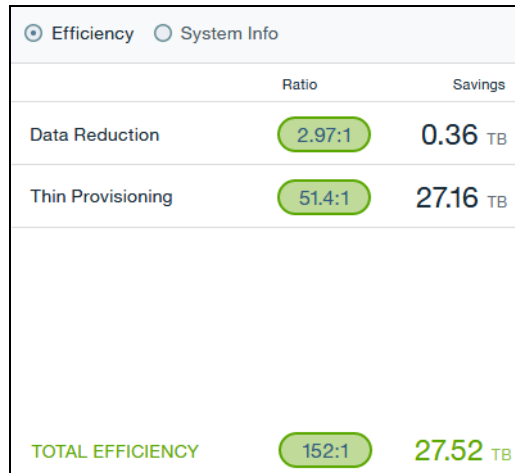 Efficiency System Info
Ratio Savings
Data Reduction 2.97:1 0.36 TB
Thin Provisioning 51.4:1 27.16 TB
TOTAL EFFICIENCY 152:1 27.52 TB